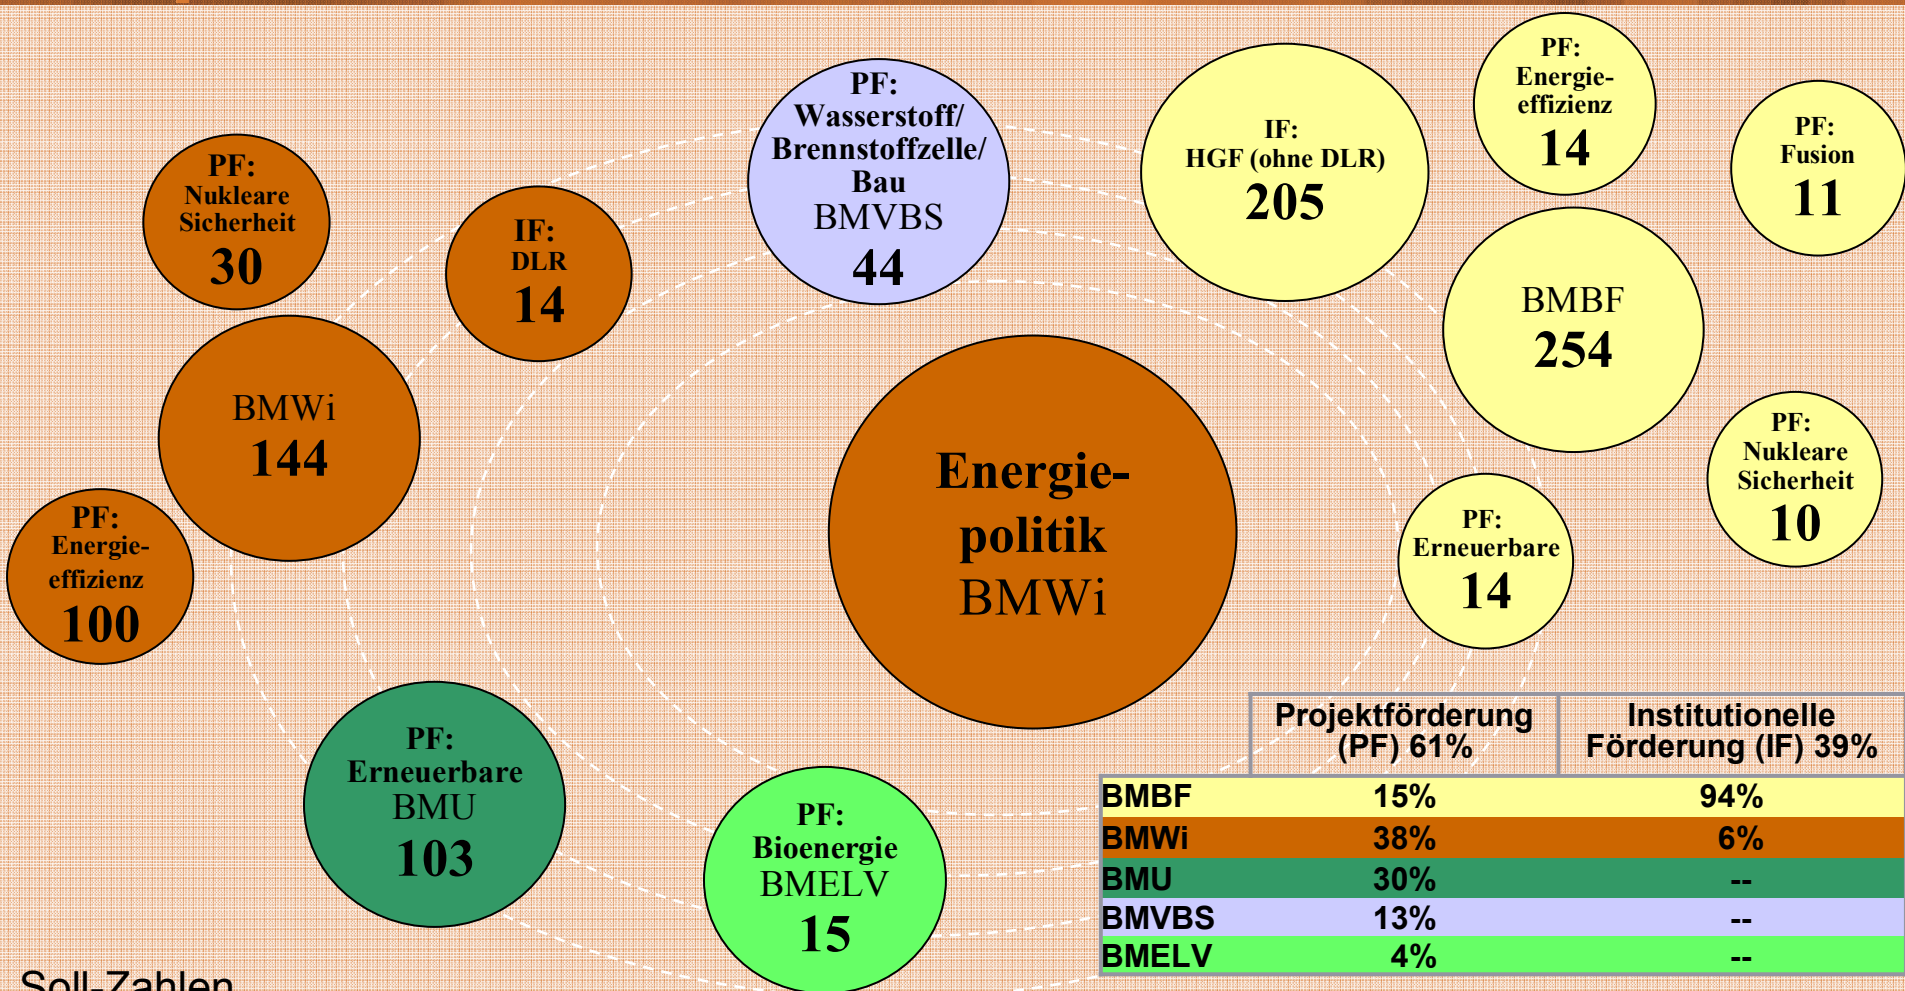 PF:
Nukleare
Sicherheit
30
IF:
DLR
14
BMWi
144
PF:
Energie-
effizienz
100
PF:
Wasserstoff/
Brennstoffzelle/
Bau
BMVBS
44
IF:
HGF (ohne DLR)
205
PF:
Energie-
effizienz
14
PF:
Fusion
11
BMBF
254
PF:
Nukleare
Sicherheit
10
PF:
Erneuerbare
14
Energie-
politik
BMWi
PF:
Erneuerbare
BMU
103
PF:
Bioenergie
BMELV
15
Projektförderung (PF) 61% Institutionelle Förderung (IF) 39%
BMBF 15% 94%
BMWi 38% 6%
BMU 30% --
BMVBS 13% --
BMELV 4% --
Soll-Zahlen